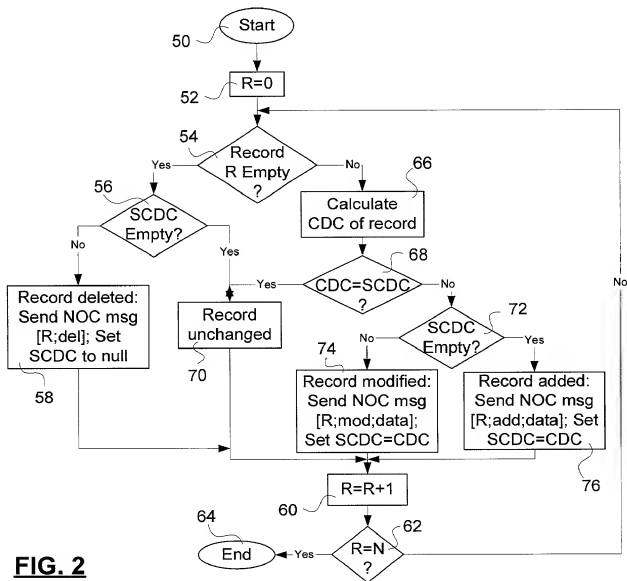 Start
50
R=0
52
54
Record
R Empty
?
Yes
No
56
SCDC
Empty?
No
Yes
66
Calculate
CDC of record
68
CDC=SCDC
?
Yes
No
No
Record deleted:
Send NOC msg
[R;del]; Set
SCDC to null
58
Record
unchanged
70
72
SCDC
Empty?
No
Yes
74
Record modified:
Send NOC msg
[R;mod;data];
Set SCDC=CDC
Record added:
Send NOC msg
[R;add;data]; Set
SCDC=CDC
76
R=R+1
60
62
R=N
?
Yes
64
End
FIG. 2